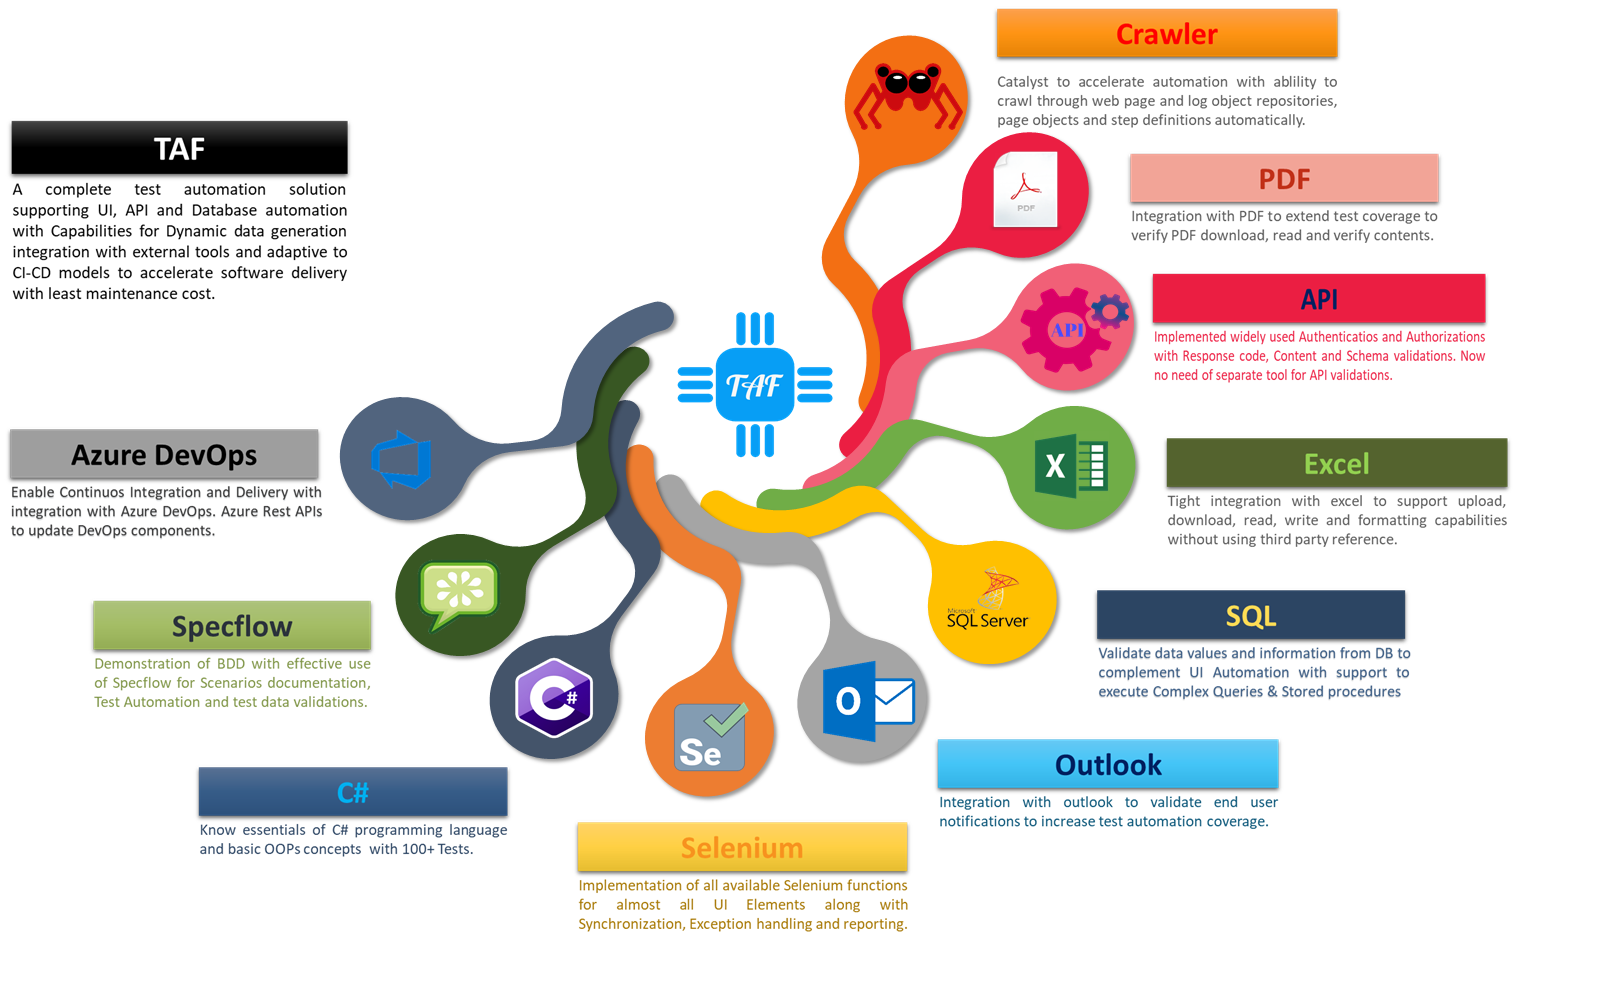 Crawler
Catalyst to accelerate automation with ablility to
crawl through web page and log object repositories,
page objects and step definitions automatically.
TAF
A complete test automation solution
supporting UI, API and Database automation
with Capabilities for Dynamic data generation
integration with external tools and adaptive to
CI-CD models to accelerate software delivery
with least maintenance cost.
PDF
PDF
Integration with PDF to extend test coverage to
verify PDF download, read and verify contents.
API
API
Implemented widely used Authenticatios and Authorizations
with Response code, Content and Schema validations. Now
no need of separate tool for API validations.
TAF
Azure DevOps
Enable Continuos Integration and Delivery with
integration with Azure DevOps. Azure Rest APIs
to update DevOps components.
X
Excel
Tight integration with excel to support upload,
download, read, write and formatting capabilities
without using third party reference.
Specflow
Demonstration of BDD with effective use
of Specflow for Scenarios documentation,
Test Automation and test data validations.
Microsoft
SQL Server
SQL
Validate data values and information from DB to
complement UI Automation with support to
execute Complex Queries & Stored procedures
C#
Se
O
Outlook
Integration with outlook to validate end user
notifications to increase test automation coverage.
C#
Know essentials of C# programming language
and basic OOPs concepts with 100+ Tests.
Selenium
Implementation of all available Selenium functions
for almost all UI Elements along with
Synchronization, Exception handling and reporting.